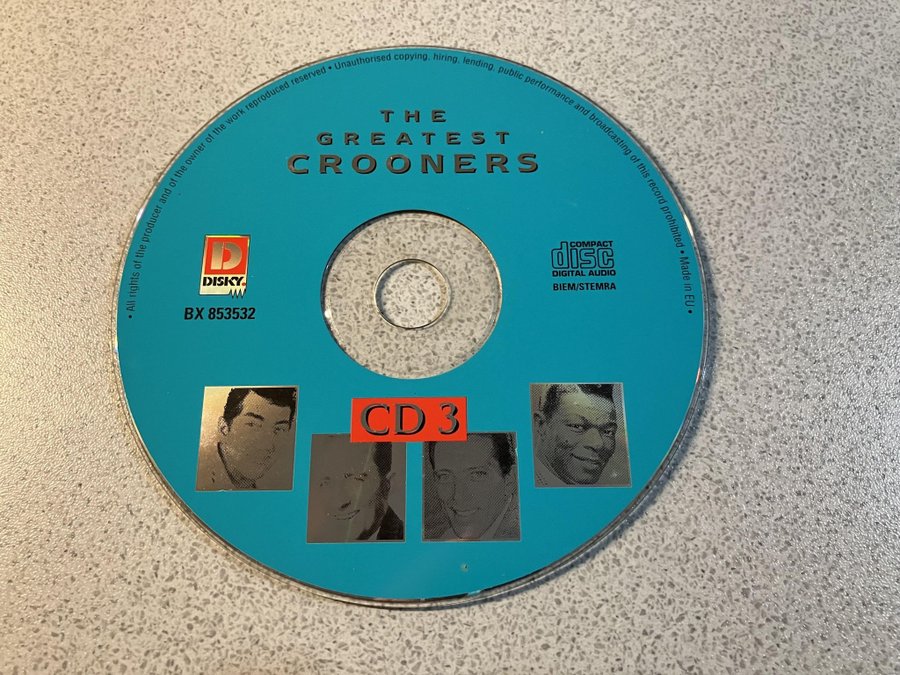 • All rights of the producer and of the owner of the work reproduced reserved • Unauthorised copying, hiring, lending, public performance and broadcasting of this record prohibited • Made in EU •
THE
GREATEST
CROONERS
D
DISKY
BX 853532
COMPACT
disc
DIGITAL AUDIO
BIEM/STEMRA
CD 3